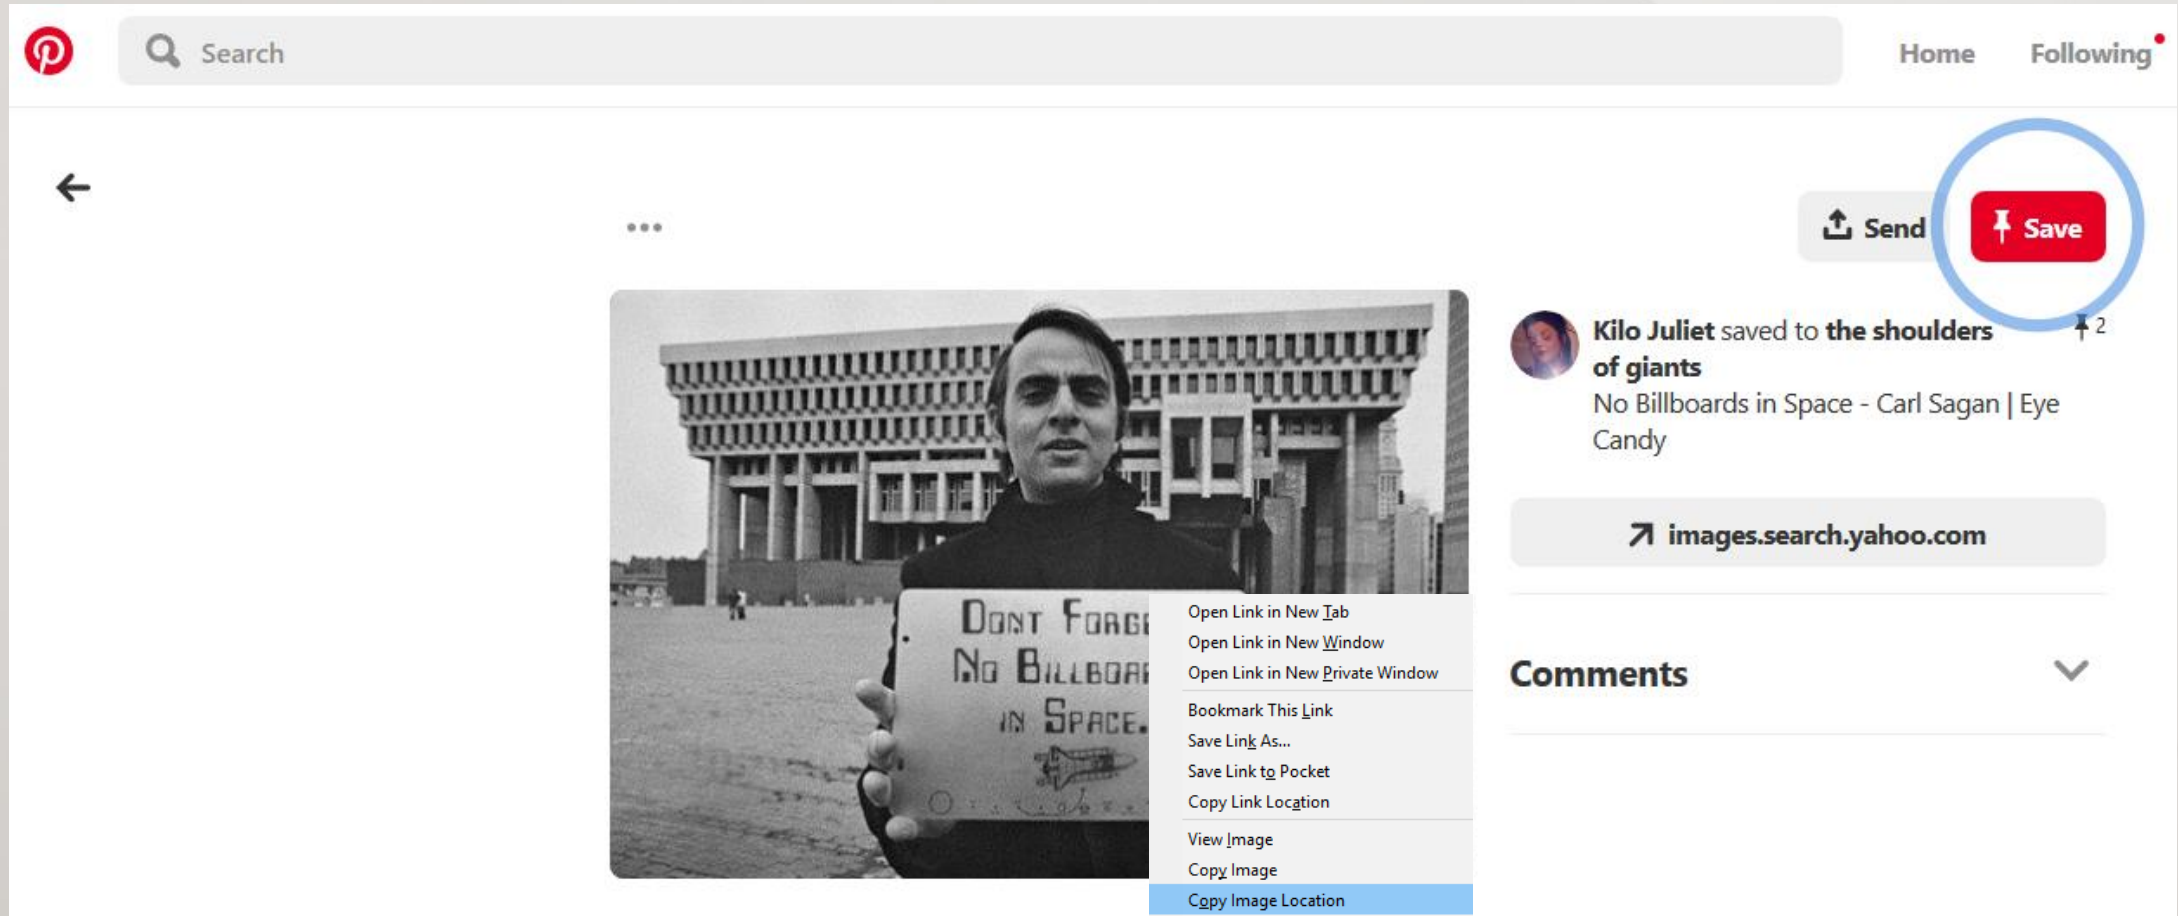 Search
Home
Following
Send
Save
Kilo Juliet saved to the shoulders
of giants
2
No Billboards in Space - Carl Sagan | Eye
Candy
images.search.yahoo.com
Comments
DONT FORGE
NO BILLBOAR
IN SPACE.
Open Link in New Tab
Open Link in New Window
Open Link in New Private Window
Bookmark This Link
Save Link As...
Save Link to Pocket
Copy Link Location
View Image
Copy Image
Copy Image Location